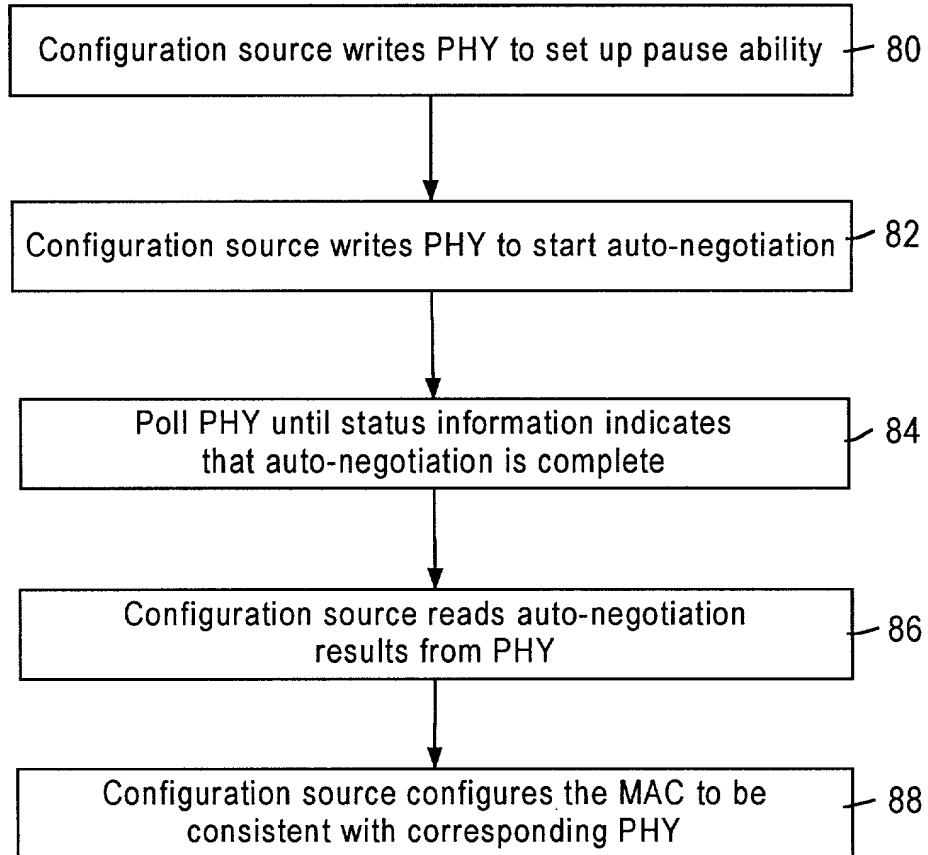 Configuration source writes PHY to set up pause ability 80
Configuration source writes PHY to start auto-negotiation 82
Poll PHY until status information indicates
that auto-negotiation is complete
84
Configuration source reads auto-negotiation
results from PHY
86
Configuration source configures the MAC to be
consistent with corresponding PHY
88